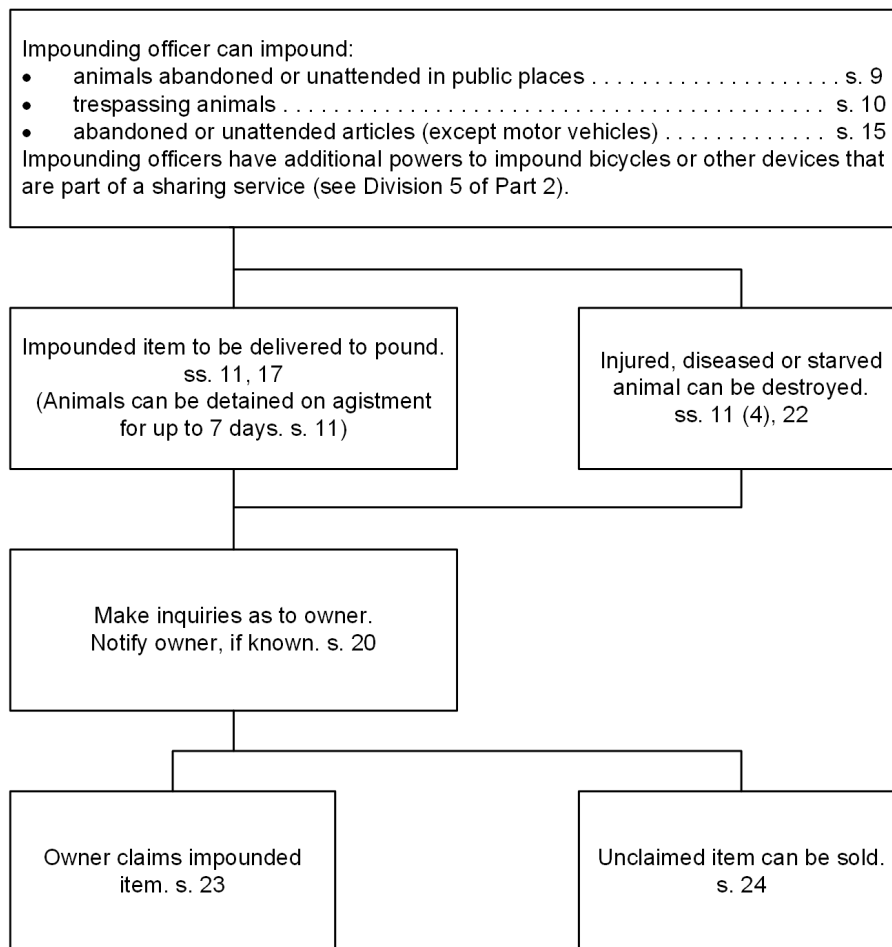 Impounding officer can impound:
• animals abandoned or unattended in public places . . . . . . . . . . . . . . . . . . . . . . s. 9
• trespassing animals . . . . . . . . . . . . . . . . . . . . . . . . . . . . . . . . . . . . . . . . . . . s. 10
• abandoned or unattended articles (except motor vehicles) . . . . . . . . . . . . . s. 15
Impounding officers have additional powers to impound bicycles or other devices that
are part of a sharing service (see Division 5 of Part 2).
Impounded item to be delivered to pound.
ss. 11, 17
(Animals can be detained on agistment
for up to 7 days. s. 11)
Injured, diseased or starved
animal can be destroyed.
ss. 11 (4), 22
Make inquiries as to owner.
Notify owner, if known. s. 20
Owner claims impounded
item. s. 23
Unclaimed item can be sold.
s. 24